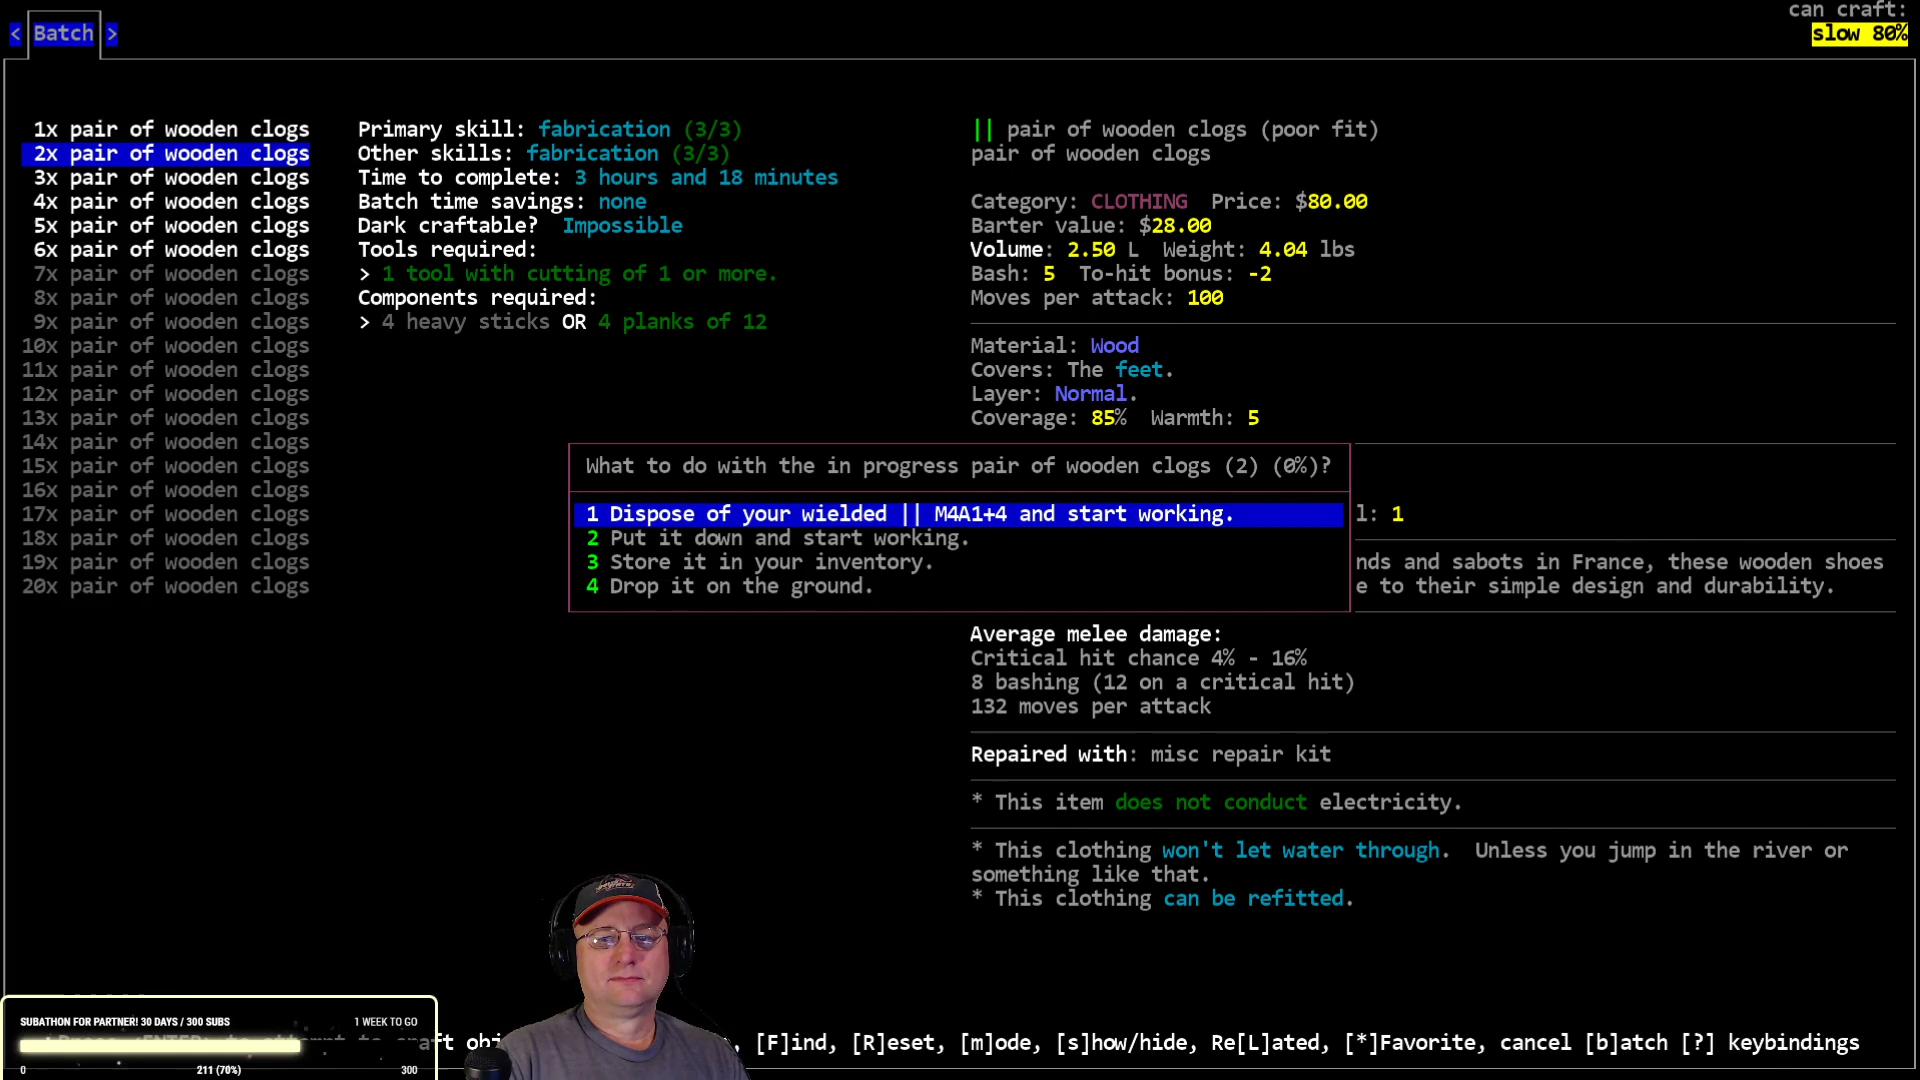 can craft:
< Batch >
slow 80%
1x pair of wooden clogs
2x pair of wooden clogs
3x pair of wooden clogs
4x pair of wooden clogs
5x pair of wooden clogs
6x pair of wooden clogs
7x pair of wooden clogs
8x pair of wooden clogs
9x pair of wooden clogs
10x pair of wooden clogs
11x pair of wooden clogs
12x pair of wooden clogs
13x pair of wooden clogs
14x pair of wooden clogs
15x pair of wooden clogs
16x pair of wooden clogs
17x pair of wooden clogs
18x pair of wooden clogs
19x pair of wooden clogs
20x pair of wooden clogs
Primary skill: fabrication (3/3)
Other skills: fabrication (3/3)
Time to complete: 3 hours and 18 minutes
Batch time savings: none
Dark craftable? Impossible
Tools required:
> 1 tool with cutting of 1 or more.
Components required:
> 4 heavy sticks OR 4 planks of 12
|| pair of wooden clogs (poor fit)
pair of wooden clogs
Category: CLOTHING Price: $80.00
Barter value: $28.00
Volume: 2.50 L Weight: 4.04 lbs
Bash: 5 To-hit bonus: -2
Moves per attack: 100
Material: Wood
Covers: The feet.
Layer: Normal.
Coverage: 85% Warmth: 5
What to do with the in progress pair of wooden clogs (2) (0%)?
1 Dispose of your wielded || M4A1+4 and start working.
2 Put it down and start working.
3 Store it in your inventory.
4 Drop it on the ground.
l: 1
nds and sabots in France, these wooden shoes
e to their simple design and durability.
Average melee damage:
Critical hit chance 4% - 16%
8 bashing (12 on a critical hit)
132 moves per attack
Repaired with: misc repair kit
* This item does not conduct electricity.
* This clothing won't let water through. Unless you jump in the river or
something like that.
* This clothing can be refitted.
SUBATHON FOR PARTNER! 30 DAYS / 300 SUBS 1 WEEK TO GO
0 211 (70%) 300
, [F]ind, [R]eset, [m]ode, [s]how/hide, Re[L]ated, [*]Favorite, cancel [b]atch [?] keybindings